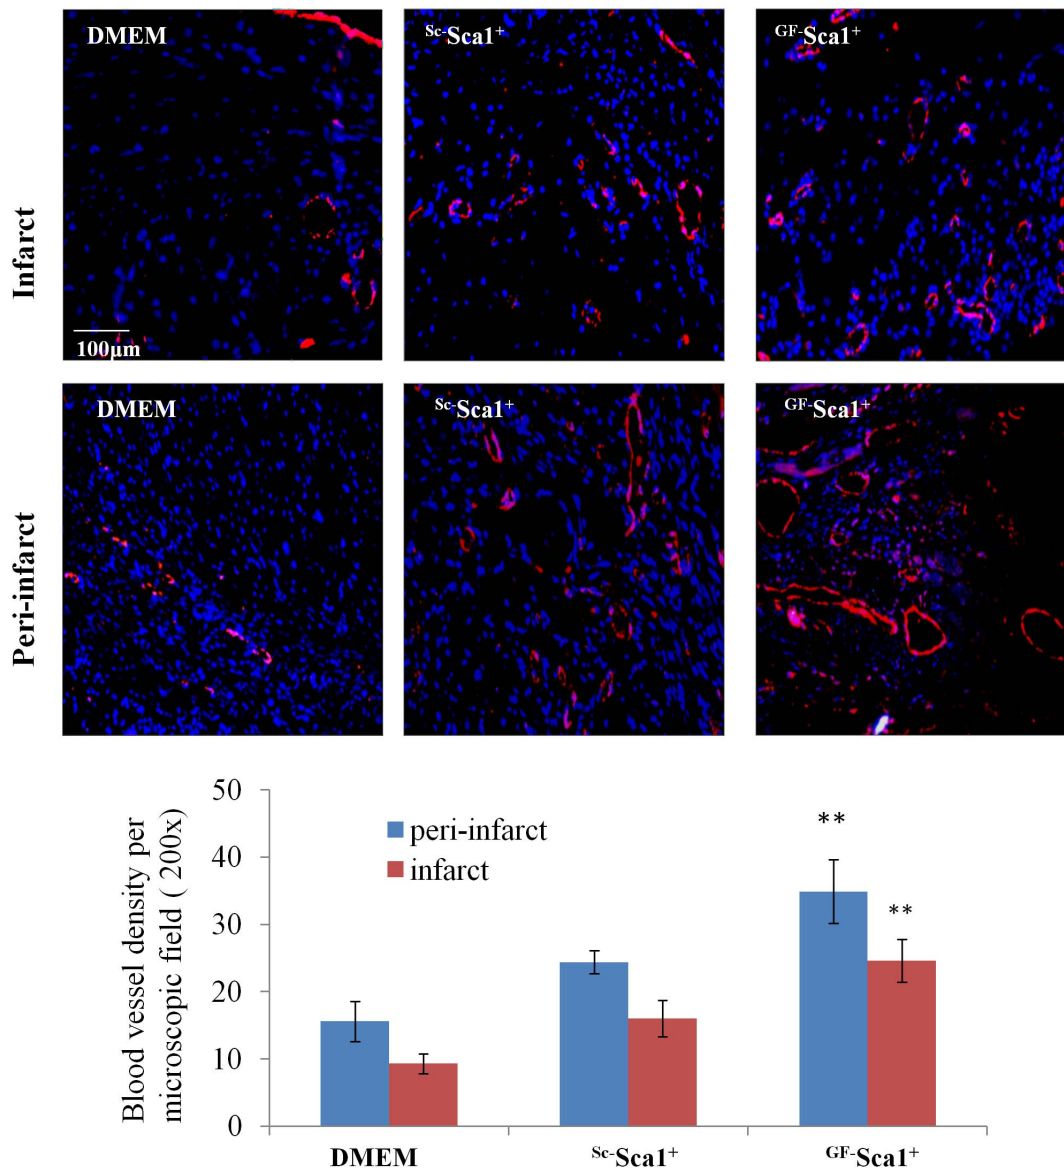 DMEM
Sc-Sca1+
GF-Sca1+
Infarct
100µm
DMEM
Sc-Sca1+
GF-Sca1+
Peri-infarct
Blood vessel density per
microscopic field ( 200x)
50
40
30
20
10
0
peri-infarct
infarct
**
**
DMEM
Sc-Sca1+
GF-Sca1+